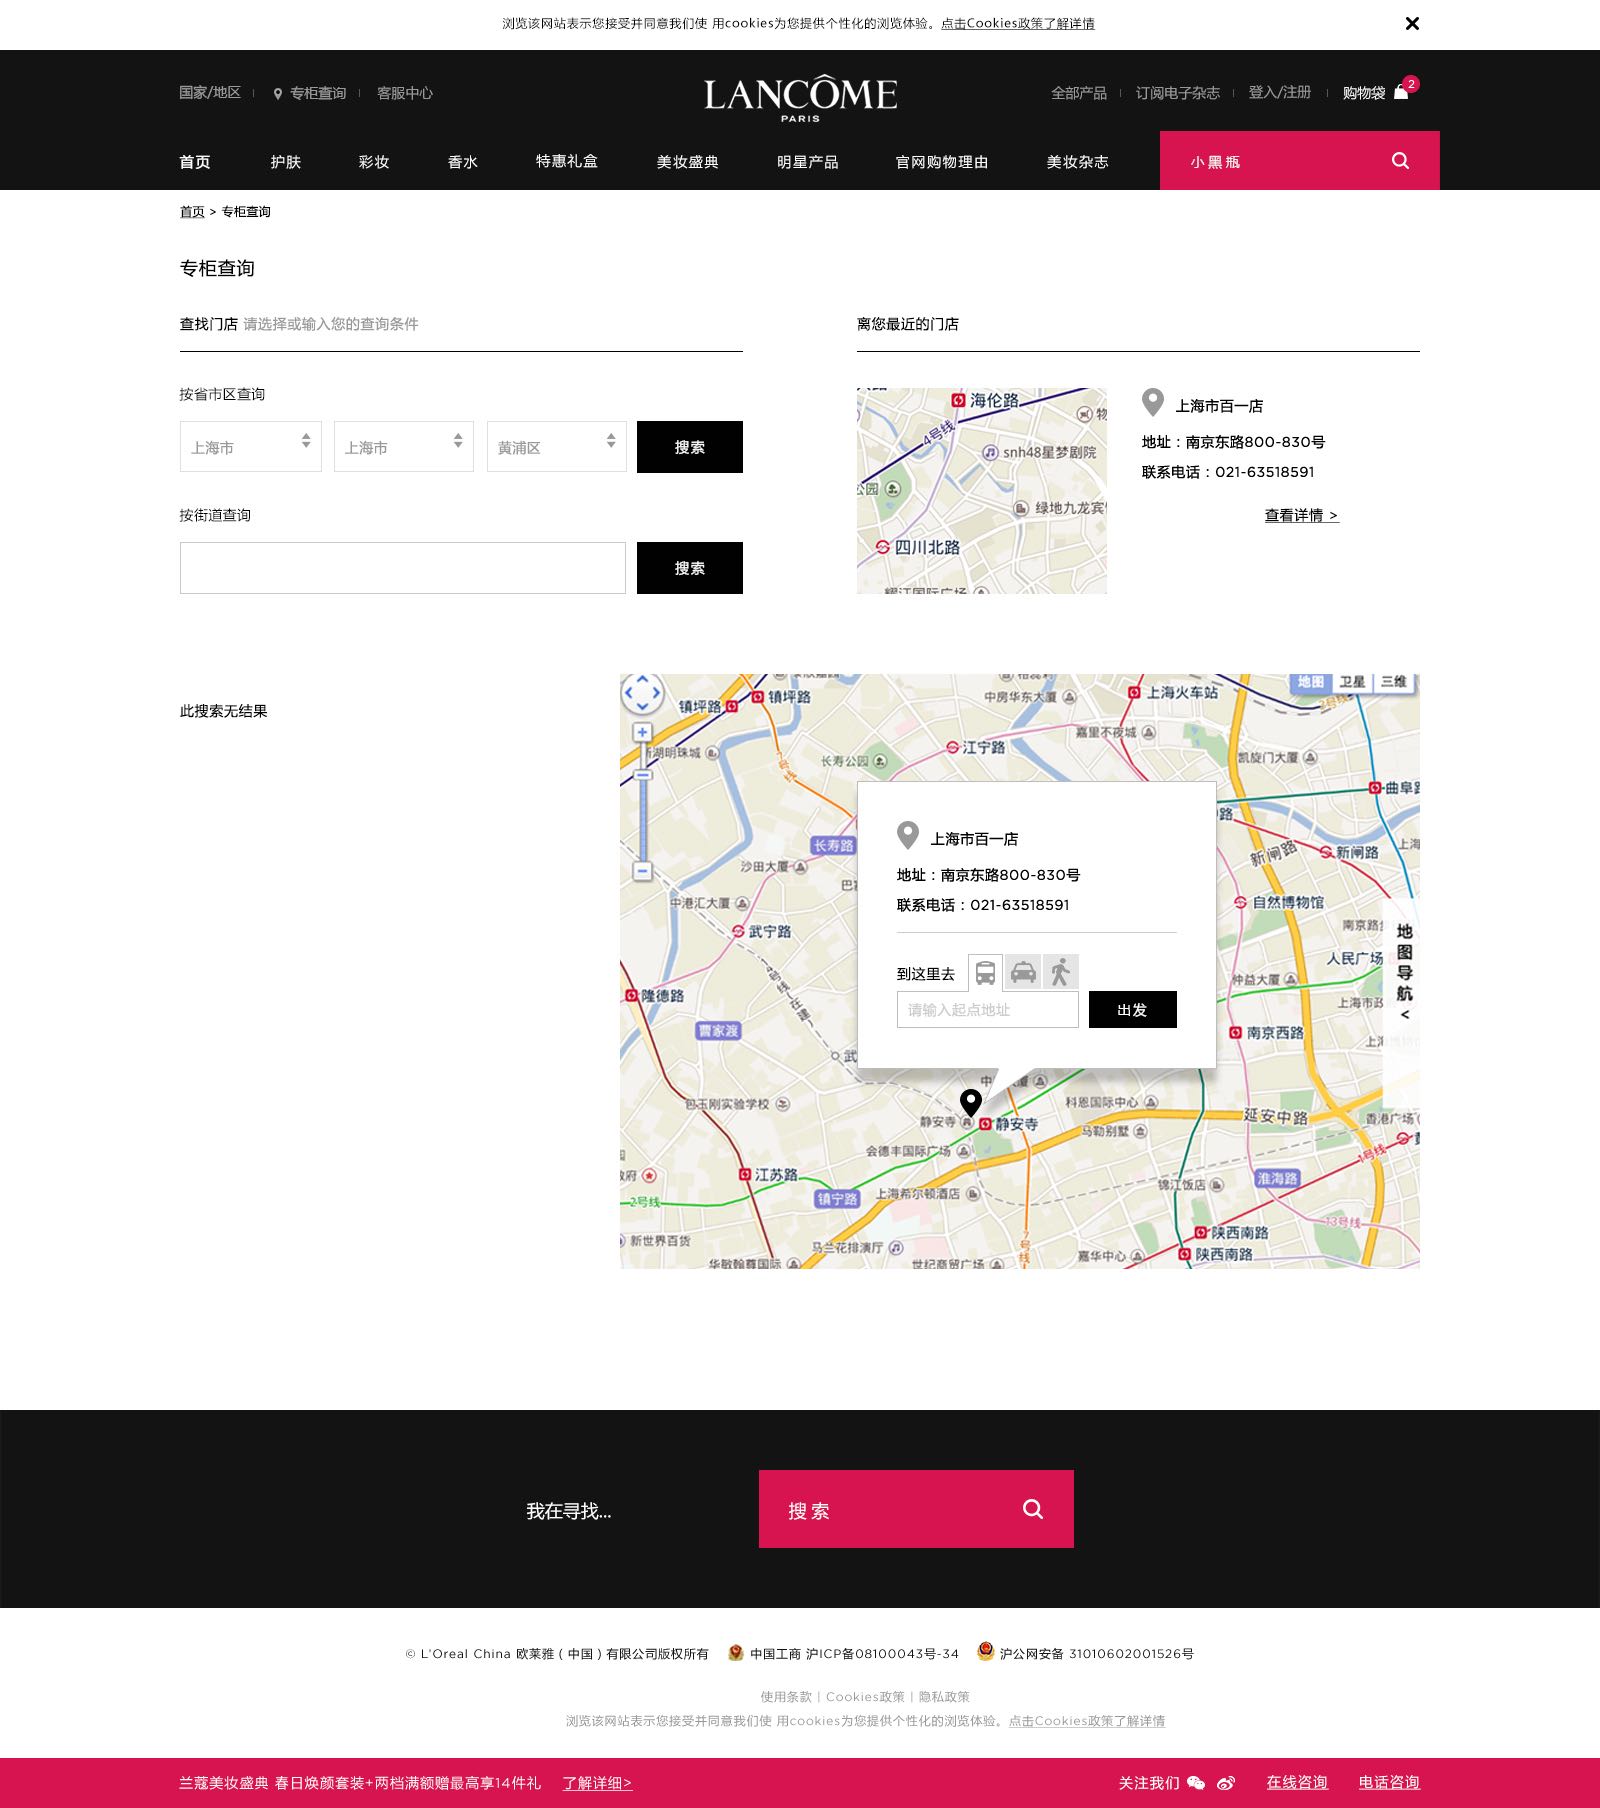 浏览该网站表示您接受并同意我们使 用cookies为您提供个性化的浏览体验。点击Cookies政策了解详情
国家/地区 专柜查询 客服中心
LANCÔME
PARIS
全部产品 订阅电子杂志 登入/注册 购物袋 2
首页 护肤 彩妆 香水 特惠礼盒 美妆盛典 明星产品 官网购物理由 美妆杂志 小黑瓶
首页 > 专柜查询
专柜查询
查找门店 请选择或输入您的查询条件
按省市区查询
上海市 上海市 黄浦区 搜索
按街道查询
搜索
离您最近的门店
海伦路
4号线
snh48星梦剧院
公园
绿地九龙宾
四川北路
耀江国际广场
上海市百一店
地址：南京东路800-830号
联系电话：021-63518591
查看详情 >
此搜索无结果
地图 卫星 三维
镇坪路 镇坪路
中房华东大厦
上海火车站
3号线
新湖明珠城
长寿公园
江宁路
嘉里不夜城
凯旋门大厦
曲阜路
长寿路
沙田大厦
新闸路
新闸路
中港汇大厦
武宁路
自然博物馆
南京路
人民广场
仲益大厦
上海市政
隆德路
曹家渡
南京西路
包玉刚实验学校
科恩国际中心
延安中路
香港广场
静安寺 静安寺
马勒别墅
会德丰国际广场
1号线
江苏路
镇宁路
上海希尔顿酒店
锦江饭店
淮海路
2号线
13号线
新世界百货
马兰花排演厅
7号线
陕西南路
陕西南路
华敏翰尊国际
世纪商贸广场
嘉华中心
地图导航 <
上海市百一店
地址：南京东路800-830号
联系电话：021-63518591
到这里去
请输入起点地址 出发
我在寻找... 搜索
© L'Oreal China 欧莱雅 ( 中国 ) 有限公司版权所有 中国工商 沪ICP备08100043号-34 沪公网安备 31010602001526号
使用条款 | Cookies政策 | 隐私政策
浏览该网站表示您接受并同意我们使 用cookies为您提供个性化的浏览体验。点击Cookies政策了解详情
兰蔻美妆盛典 春日焕颜套装+两档满额赠最高享14件礼 了解详细> 关注我们 在线咨询 电话咨询